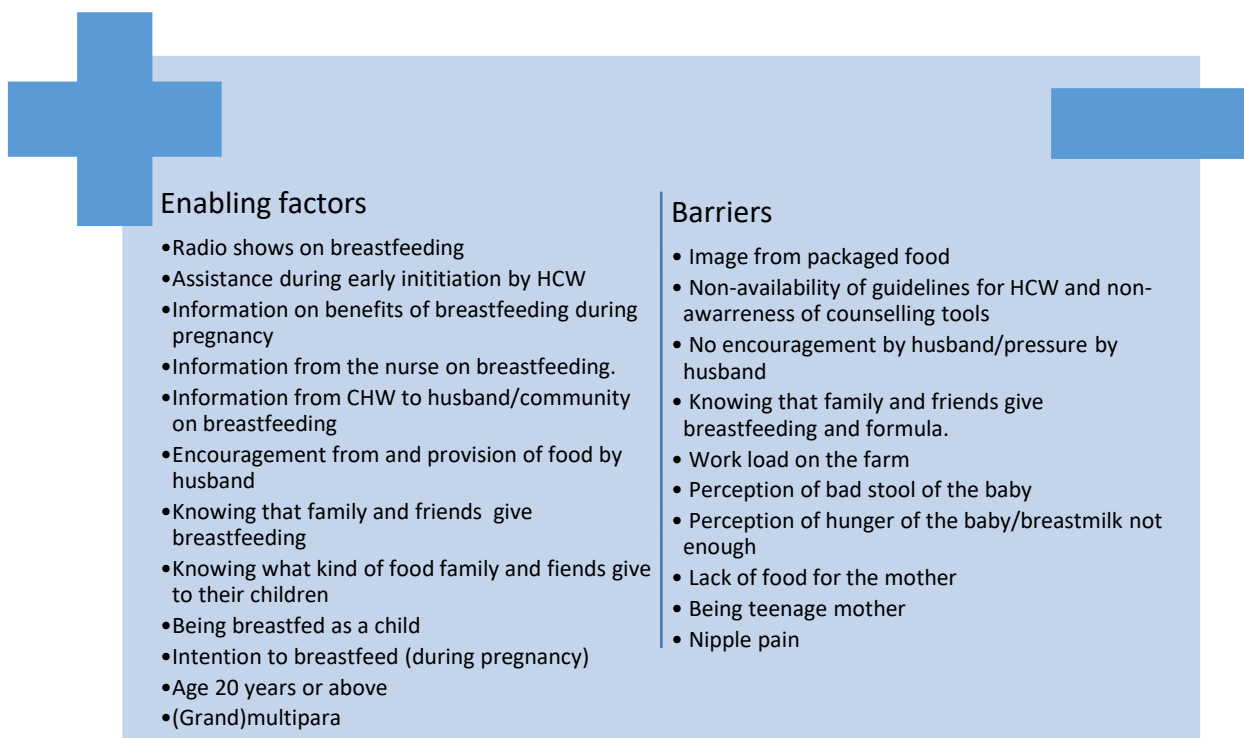 Enabling factors
•Radio shows on breastfeeding
•Assistance during early inititiation by HCW
•Information on benefits of breastfeeding during
pregnancy
•Information from the nurse on breastfeeding.
•Information from CHW to husband/community
on breastfeeding
•Encouragement from and provision of food by
husband
•Knowing that family and friends give
breastfeeding
•Knowing what kind of food family and fiends give
to their children
•Being breastfed as a child
•Intention to breastfeed (during pregnancy)
•Age 20 years or above
•(Grand)multipara
Barriers
• Image from packaged food
• Non-availability of guidelines for HCW and non-
awarreness of counselling tools
• No encouragement by husband/pressure by
husband
• Knowing that family and friends give
breastfeeding and formula.
• Work load on the farm
• Perception of bad stool of the baby
• Perception of hunger of the baby/breastmilk not
enough
• Lack of food for the mother
• Being teenage mother
• Nipple pain